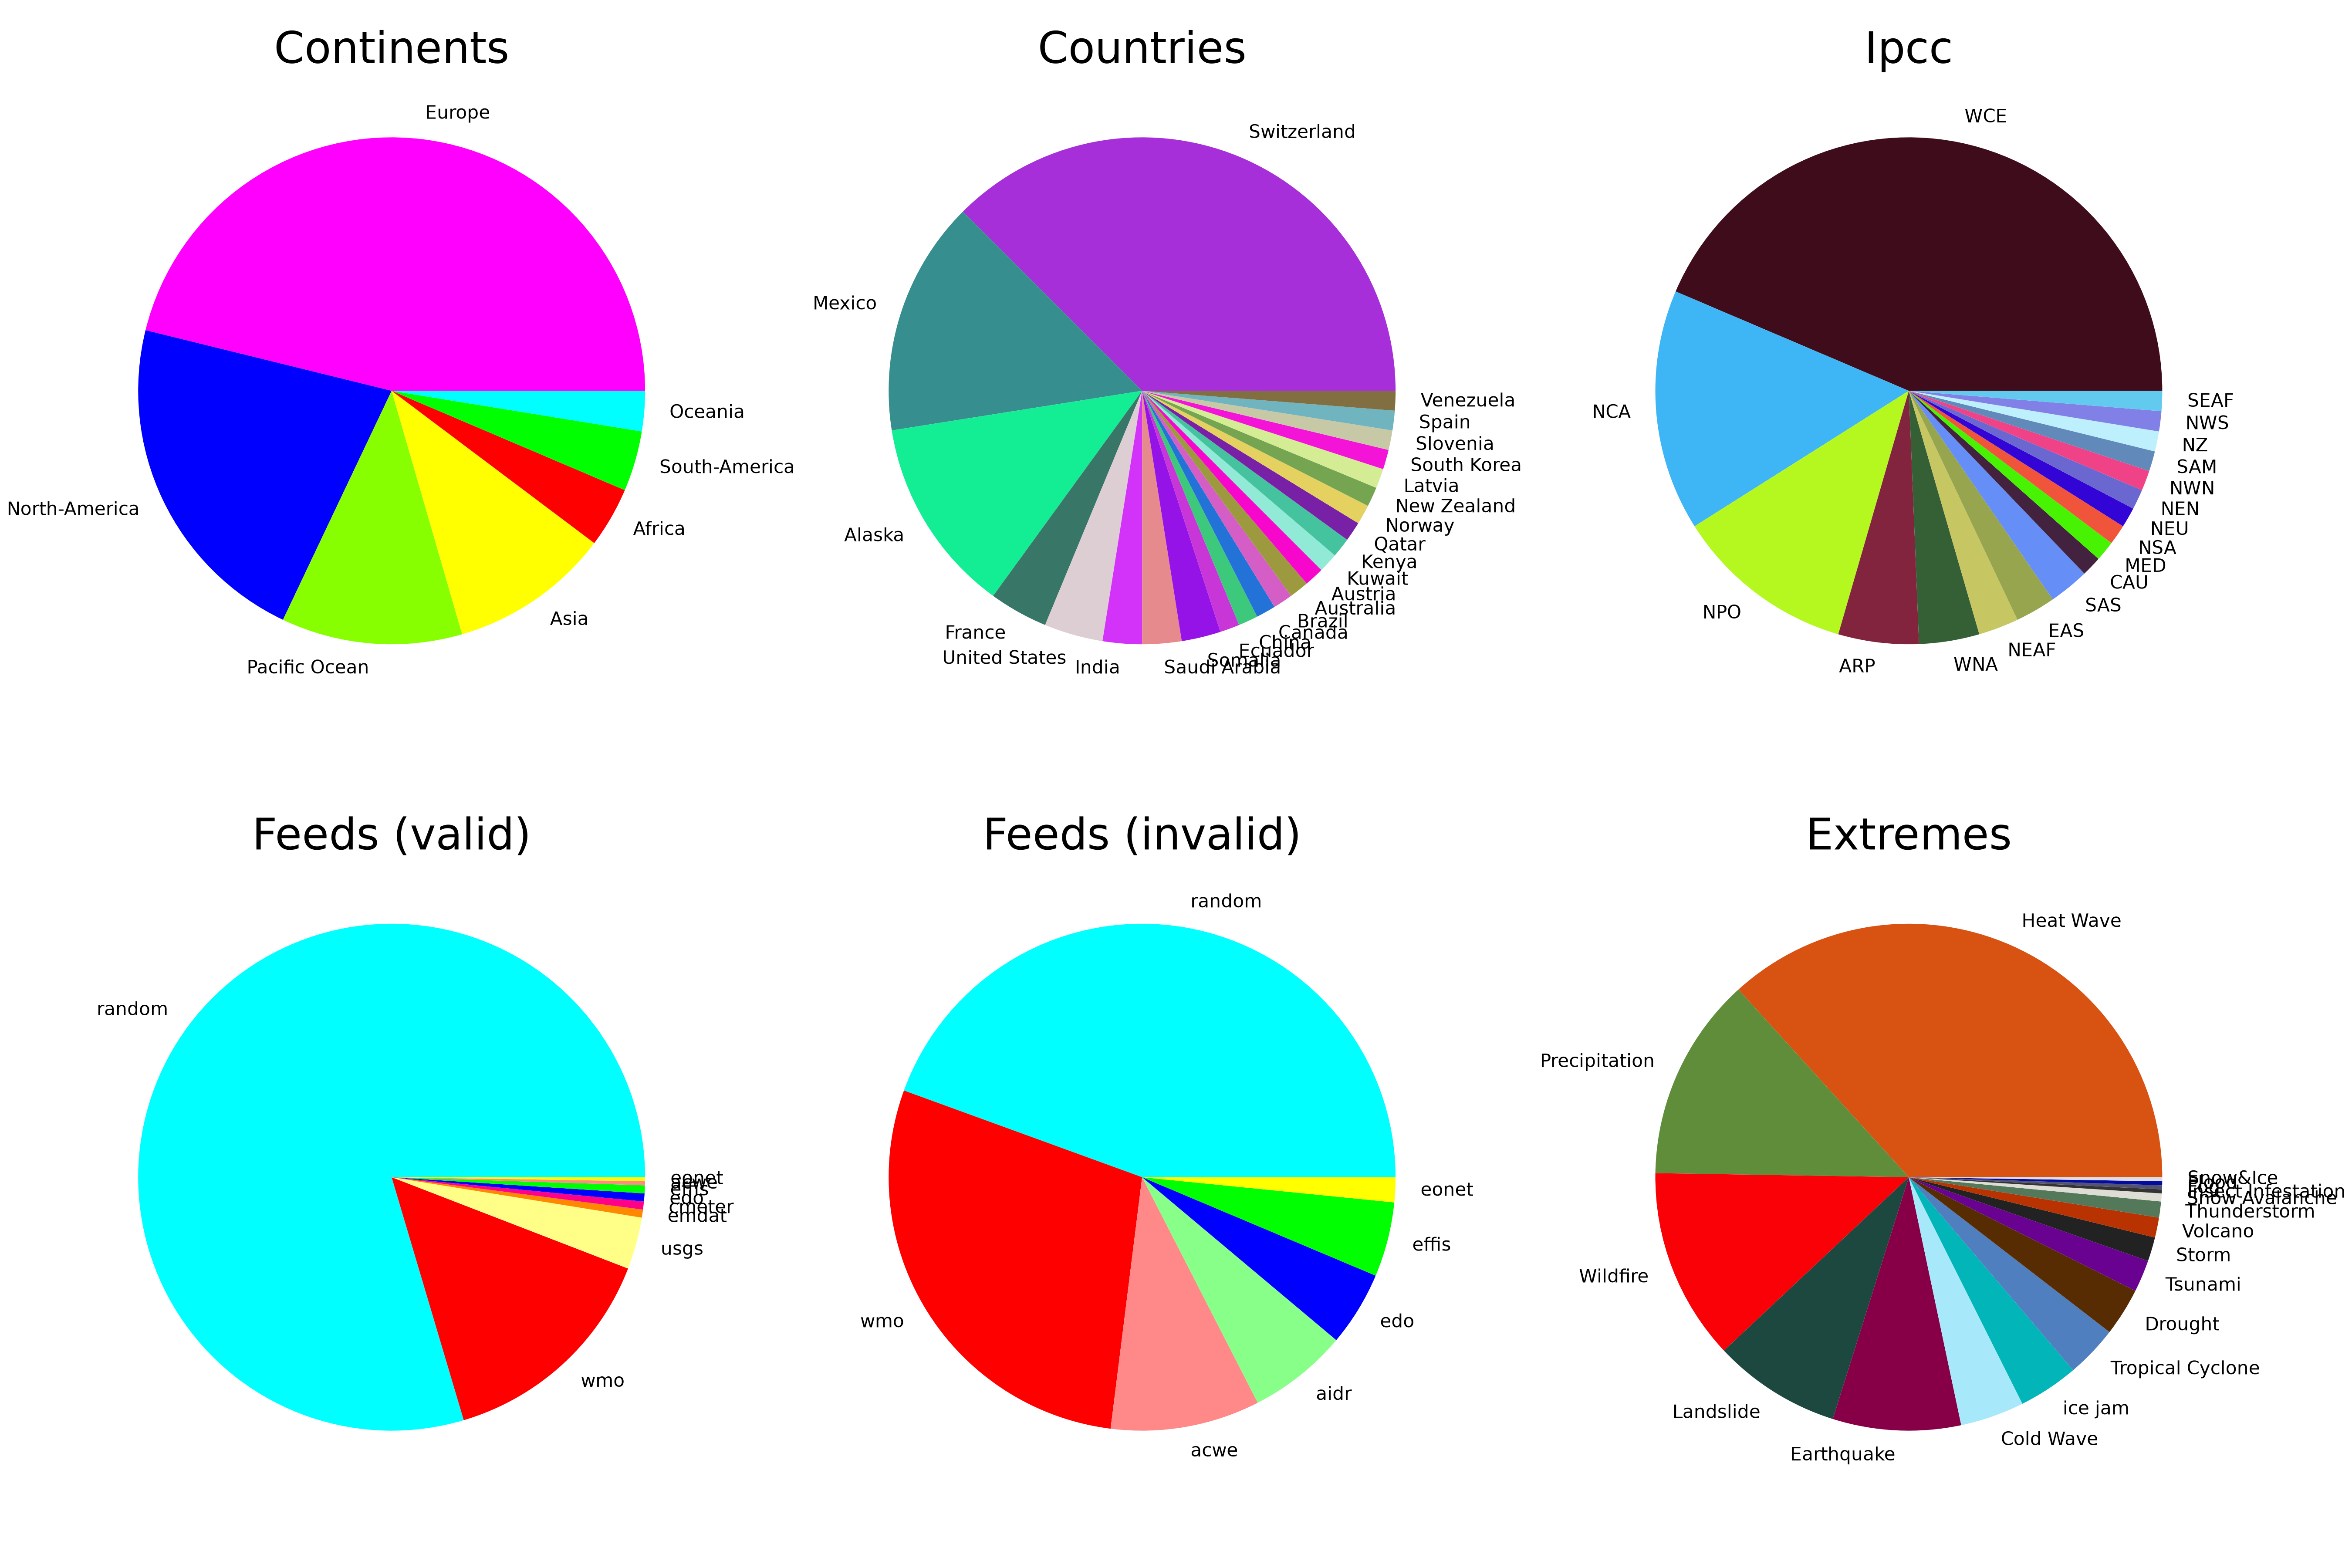 Continents
Europe
North-America
Pacific Ocean
Asia
Africa
South-America
Oceania
Countries
Switzerland
Mexico
Alaska
France
United States
India
Saudi Arabia
Somalia
Ecuador
China
Canada
Brazil
Australia
Austria
Kuwait
Kenya
Qatar
Norway
New Zealand
Latvia
South Korea
Slovenia
Spain
Venezuela
Ipcc
WCE
NCA
NPO
ARP
WNA
NEAF
EAS
SAS
CAU
MED
NSA
NEU
NEN
NWN
SAM
NZ
NWS
SEAF
Feeds (valid)
random
wmo
usgs
emdat
cmeter
edo
acwe
eonet
Feeds (invalid)
random
wmo
acwe
aidr
edo
effis
eonet
Extremes
Heat Wave
Precipitation
Wildfire
Landslide
Earthquake
Cold Wave
ice jam
Tropical Cyclone
Drought
Tsunami
Storm
Volcano
Thunderstorm
Snow Avalanche
Insect Infestation
Fog
Flood
Snow&Ice